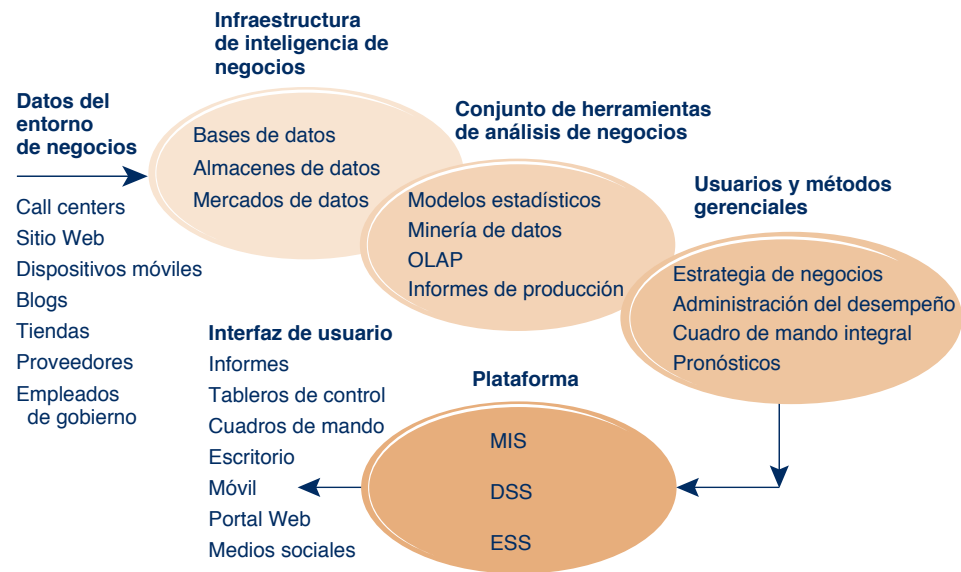 Infraestructura
de inteligencia de
negocios
Datos del
entorno
de negocios
Call centers
Sitio Web
Dispositivos móviles
Blogs
Tiendas
Proveedores
Empleados
de gobierno
Bases de datos
Almacenes de datos
Mercados de datos
Conjunto de herramientas
de análisis de negocios
Modelos estadísticos
Minería de datos
OLAP
Informes de producción
Usuarios y métodos
gerenciales
Estrategia de negocios
Administración del desempeño
Cuadro de mando integral
Pronósticos
Plataforma
MIS
DSS
ESS
Interfaz de usuario
Informes
Tableros de control
Cuadros de mando
Escritorio
Móvil
Portal Web
Medios sociales